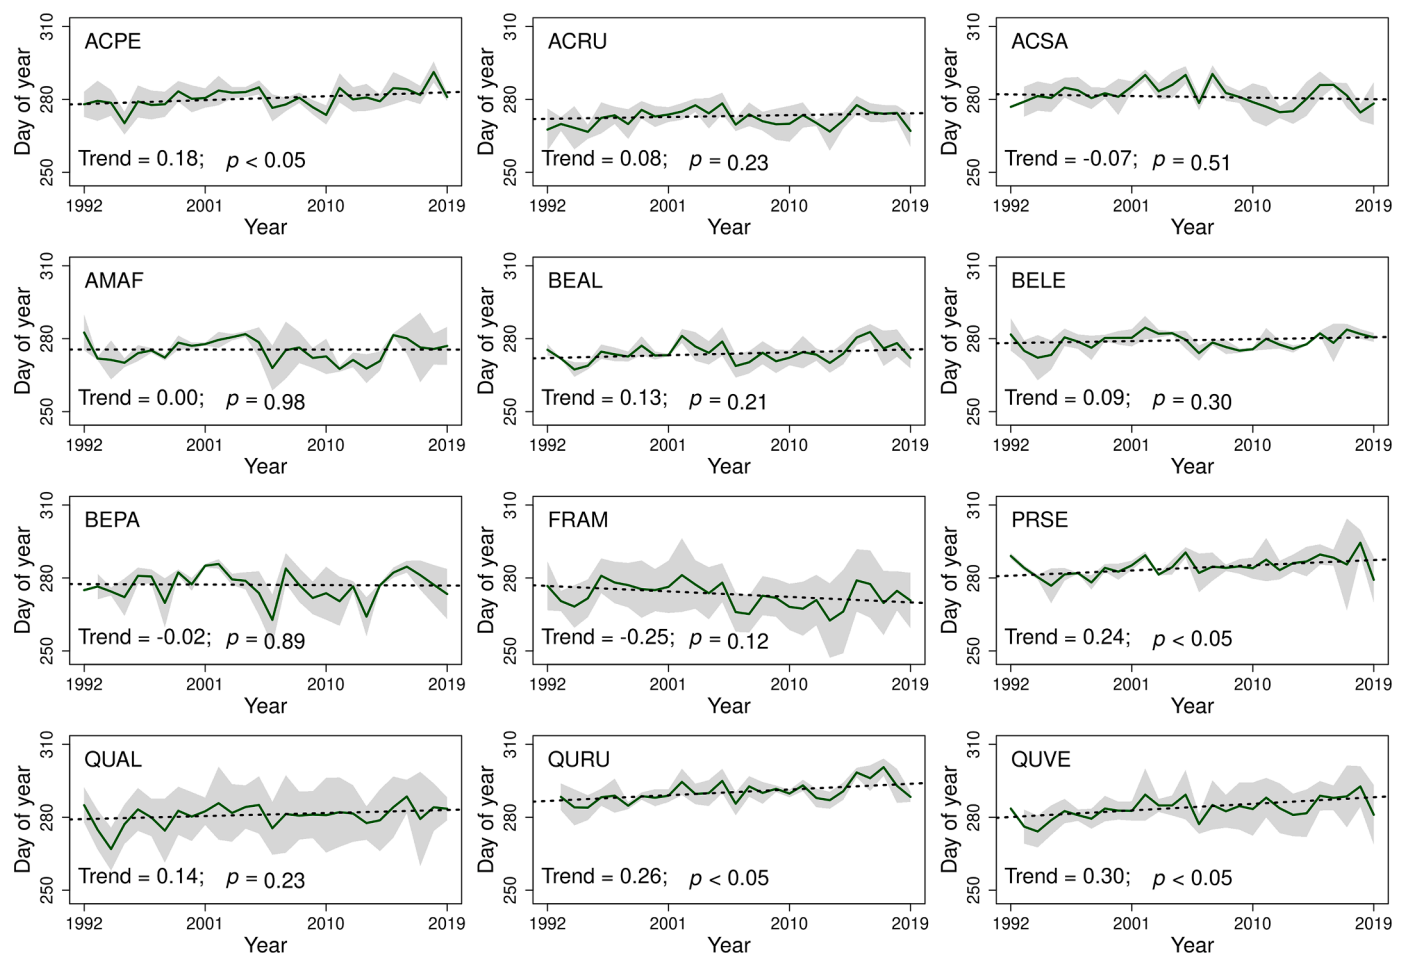 310
280
250
Day of year
ACPE
Trend = 0.18; p < 0.05
1992 2001 2010 2019
Year
310
280
250
Day of year
ACRU
Trend = 0.08; p = 0.23
1992 2001 2010 2019
Year
310
280
250
Day of year
ACSA
Trend = -0.07; p = 0.51
1992 2001 2010 2019
Year
310
280
250
Day of year
AMAF
Trend = 0.00; p = 0.98
1992 2001 2010 2019
Year
310
280
250
Day of year
BEAL
Trend = 0.13; p = 0.21
1992 2001 2010 2019
Year
310
280
250
Day of year
BELE
Trend = 0.09; p = 0.30
1992 2001 2010 2019
Year
310
280
250
Day of year
BEPA
Trend = -0.02; p = 0.89
1992 2001 2010 2019
Year
310
280
250
Day of year
FRAM
Trend = -0.25; p = 0.12
1992 2001 2010 2019
Year
310
280
250
Day of year
PRSE
Trend = 0.24; p < 0.05
1992 2001 2010 2019
Year
310
280
250
Day of year
QUAL
Trend = 0.14; p = 0.23
1992 2001 2010 2019
Year
310
280
250
Day of year
QURU
Trend = 0.26; p < 0.05
1992 2001 2010 2019
Year
310
280
250
Day of year
QUVE
Trend = 0.30; p < 0.05
1992 2001 2010 2019
Year